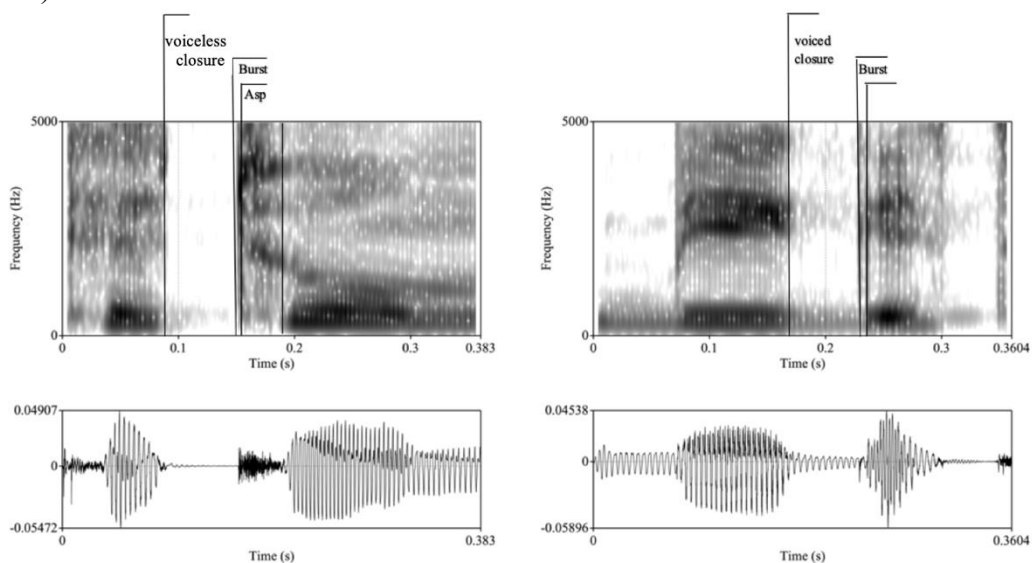 )
voiceless
closure
Burst
Asp
5000
Frequency (Hz)
0
0
0.1
0.2
0.3
0.383
Time (s)
0.04907
0
-0.05472
0
0.383
Time (s)
voiced
closure
Burst
5000
Frequency (Hz)
0
0
0.1
0.2
0.3
0.3604
Time (s)
0.04538
0
-0.05896
0
0.3604
Time (s)